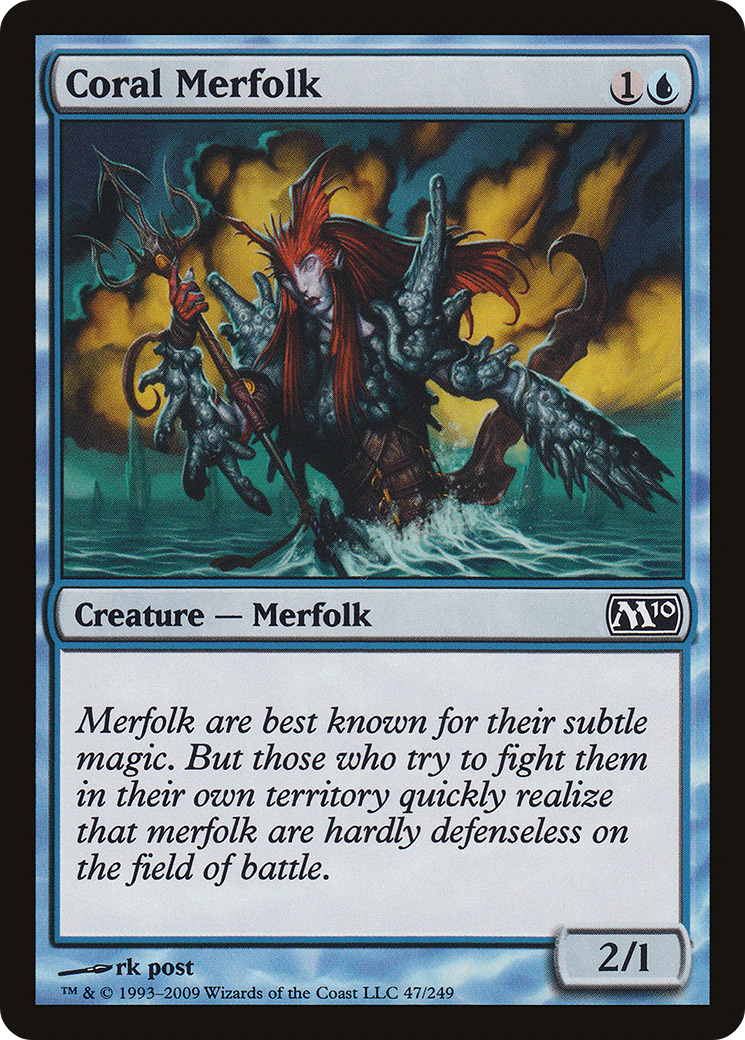 Coral Merfolk 1
Creature — Merfolk M10
Merfolk are best known for their subtle
magic. But those who try to fight them
in their own territory quickly realize
that merfolk are hardly defenseless on
the field of battle.
2/1
rk post
™ & © 1993–2009 Wizards of the Coast LLC 47/249